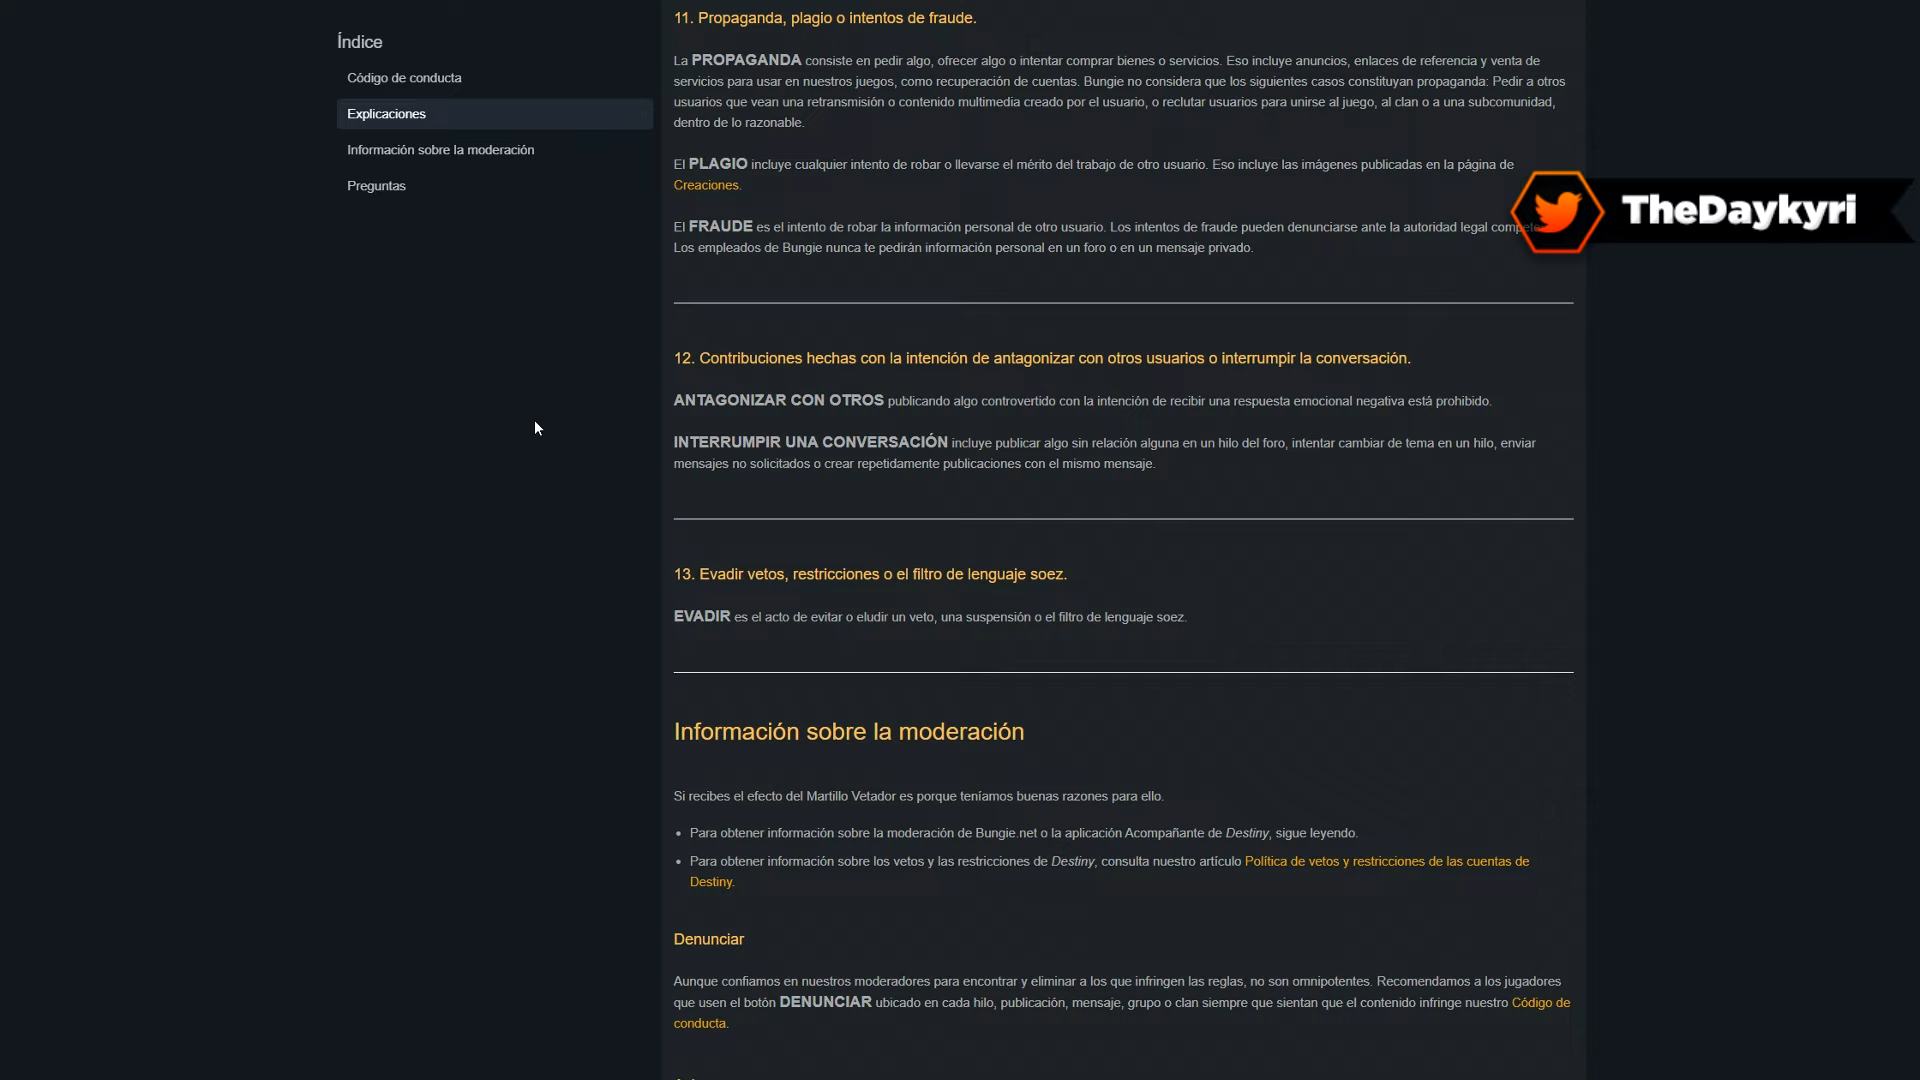 Índice
Código de conducta
Explicaciones
Información sobre la moderación
Preguntas
11. Propaganda, plagio o intentos de fraude.
La PROPAGANDA consiste en pedir algo, ofrecer algo o intentar comprar bienes o servicios. Eso incluye anuncios, enlaces de referencia y venta de
servicios para usar en nuestros juegos, como recuperación de cuentas. Bungie no considera que los siguientes casos constituyan propaganda: Pedir a otros
usuarios que vean una retransmisión o contenido multimedia creado por el usuario, o reclutar usuarios para unirse al juego, al clan o a una subcomunidad,
dentro de lo razonable.
El PLAGIO incluye cualquier intento de robar o llevarse el mérito del trabajo de otro usuario. Eso incluye las imágenes publicadas en la página de
Creaciones.
El FRAUDE es el intento de robar la información personal de otro usuario. Los intentos de fraude pueden denunciarse ante la autoridad legal
Los empleados de Bungie nunca te pedirán información personal en un foro o en un mensaje privado.
TheDaykyri
12. Contribuciones hechas con la intención de antagonizar con otros usuarios o interrumpir la conversación.
ANTAGONIZAR CON OTROS publicando algo controvertido con la intención de recibir una respuesta emocional negativa está prohibido.
INTERRUMPIR UNA CONVERSACIÓN incluye publicar algo sin relación alguna en un hilo del foro, intentar cambiar de tema en un hilo, enviar
mensajes no solicitados o crear repetidamente publicaciones con el mismo mensaje.
13. Evadir vetos, restricciones o el filtro de lenguaje soez.
EVADIR es el acto de evitar o eludir un veto, una suspensión o el filtro de lenguaje soez.
Información sobre la moderación
Si recibes el efecto del Martillo Vetador es porque teníamos buenas razones para ello.
• Para obtener información sobre la moderación de Bungie.net o la aplicación Acompañante de Destiny, sigue leyendo.
• Para obtener información sobre los vetos y las restricciones de Destiny, consulta nuestro artículo Política de vetos y restricciones de las cuentas de
Destiny.
Denunciar
Aunque confiamos en nuestros moderadores para encontrar y eliminar a los que infringen las reglas, no son omnipotentes. Recomendamos a los jugadores
que usen el botón DENUNCIAR ubicado en cada hilo, publicación, mensaje, grupo o clan siempre que sientan que el contenido infringe nuestro Código de
conducta.